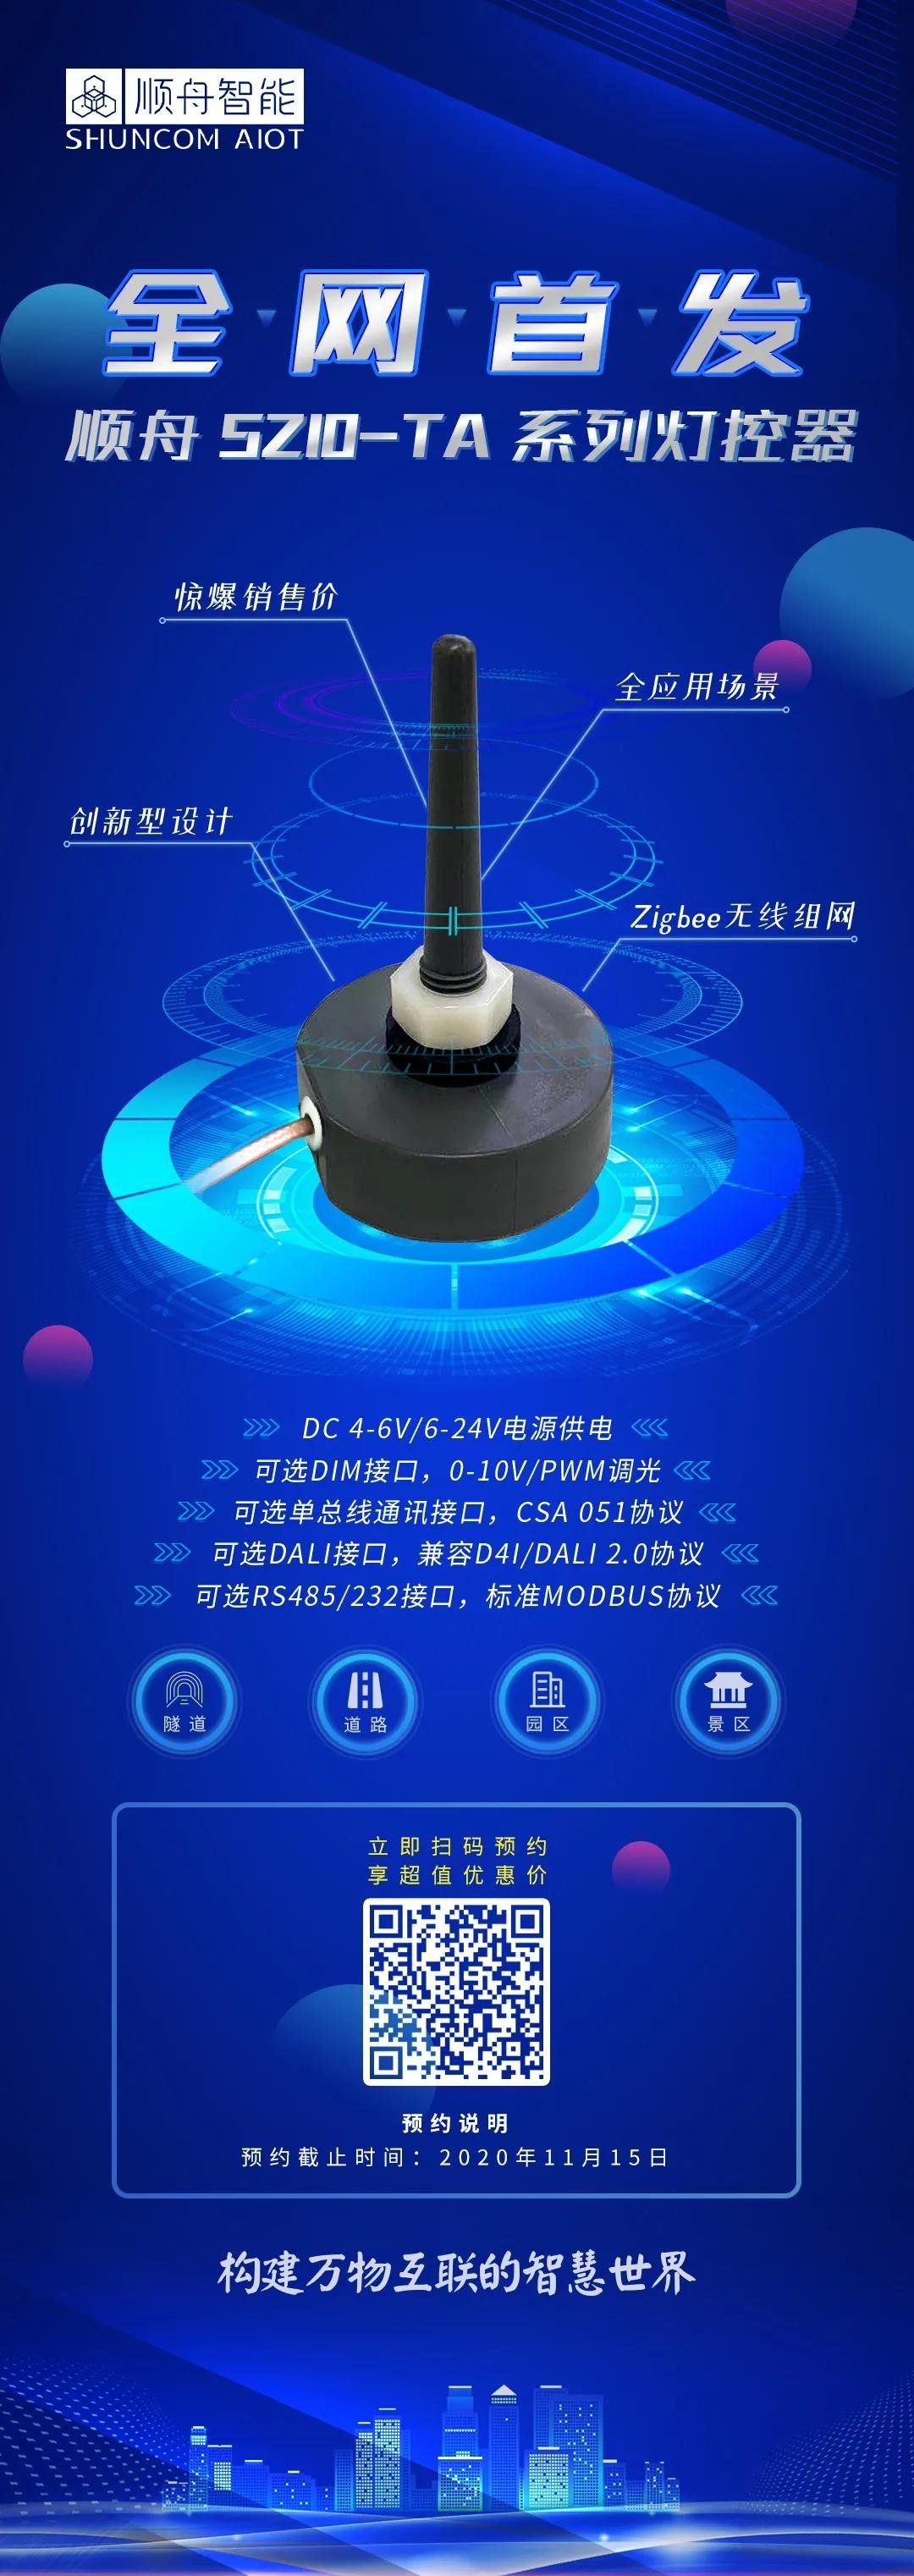 顺舟智能
SHUNCOM AIOT
全网首发
顺舟 SZ10-TA 系列灯控器
惊爆销售价
全应用场景
创新型设计
Zigbee无线组网
DC 4-6V/6-24V电源供电
可选DIM接口，0-10V/PWM调光
可选单总线通讯接口，CSA 051协议
可选DALI接口，兼容D4I/DALI 2.0协议
可选RS485/232接口，标准MODBUS协议
隧道
道路
园区
景区
立即扫码预约
享超值优惠价
预约说明
预约截止时间：2020年11月15日
构建万物互联的智慧世界